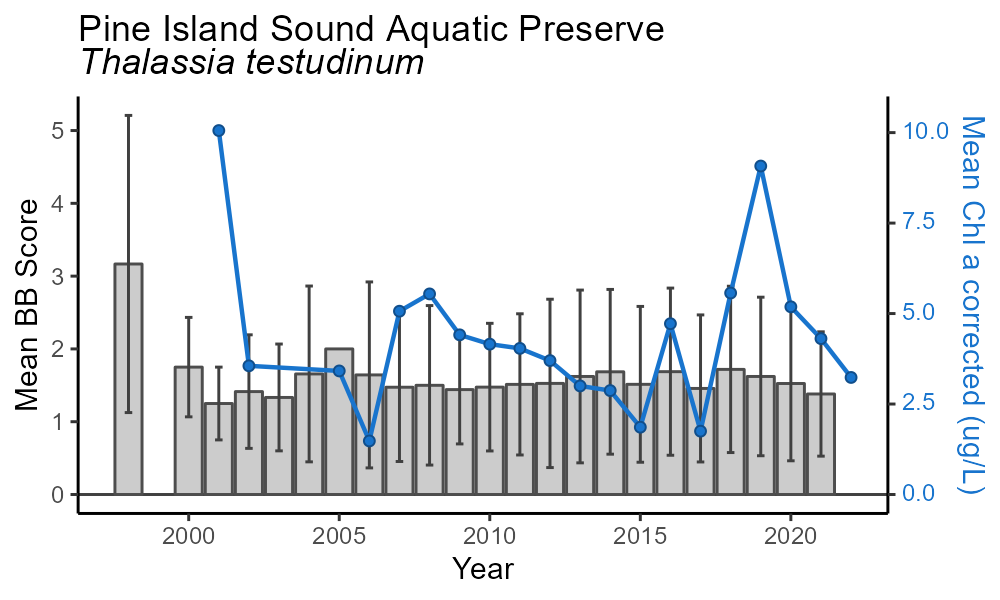 Pine Island Sound Aquatic Preserve
Thalassia testudinum
Mean BB Score
5
4
3
2
1
0
10.0
7.5
5.0
2.5
0.0
Mean Chl a corrected (ug/L)
2000 2005 2010 2015 2020
Year